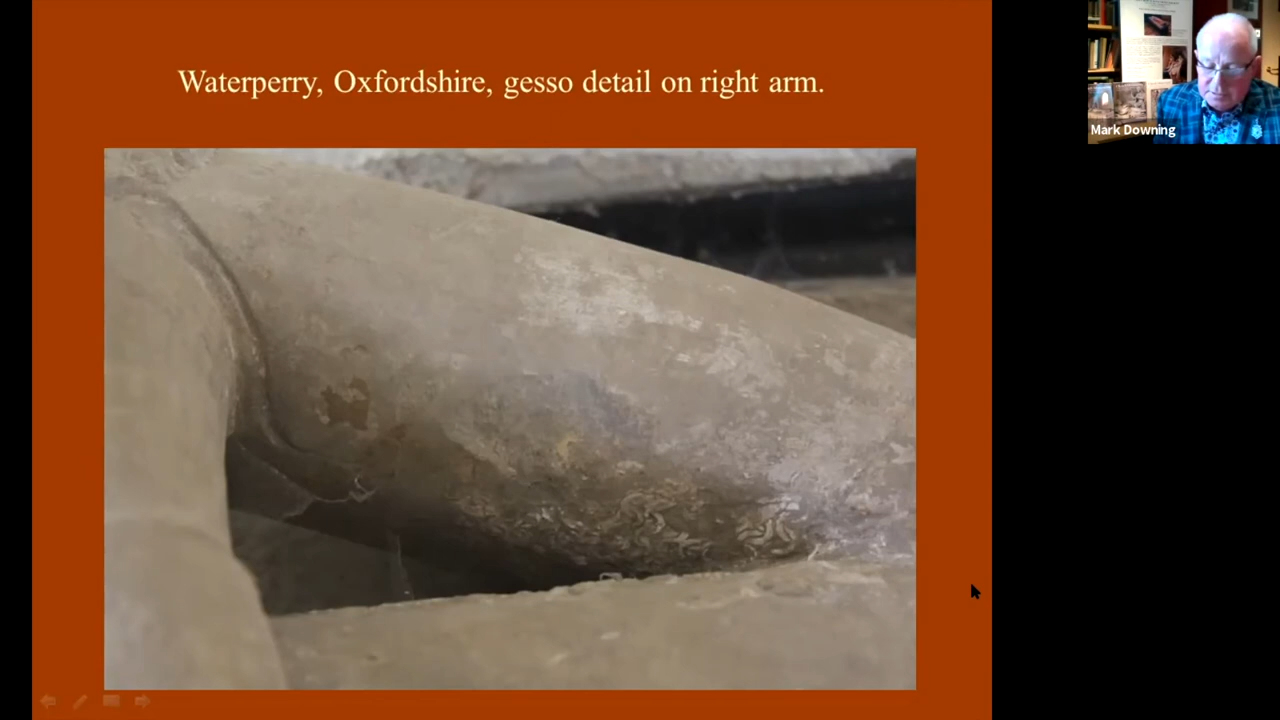 Waterperry, Oxfordshire, gesso detail on right arm.
Mark Downing